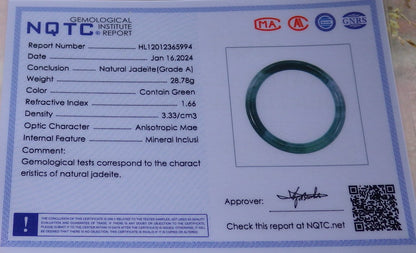 NQTC GEMOLOGICAL INSTITUTE REPORT
MA
GNRS
Report Number HL12012365994
Date Jan 16,2024
Conclusion Natural Jadeite(Grade A)
Weight 28.78g
Color Contain Green
Refractive Index 1.66
Density 3.33/cm3
Optic Character Anisotropic Mae
Internal Feature Mineral Inclusi
Comment:
Gemological tests correspond to the charact
eristics of natural jadeite.
Approver:
Check this report at NQTC.net